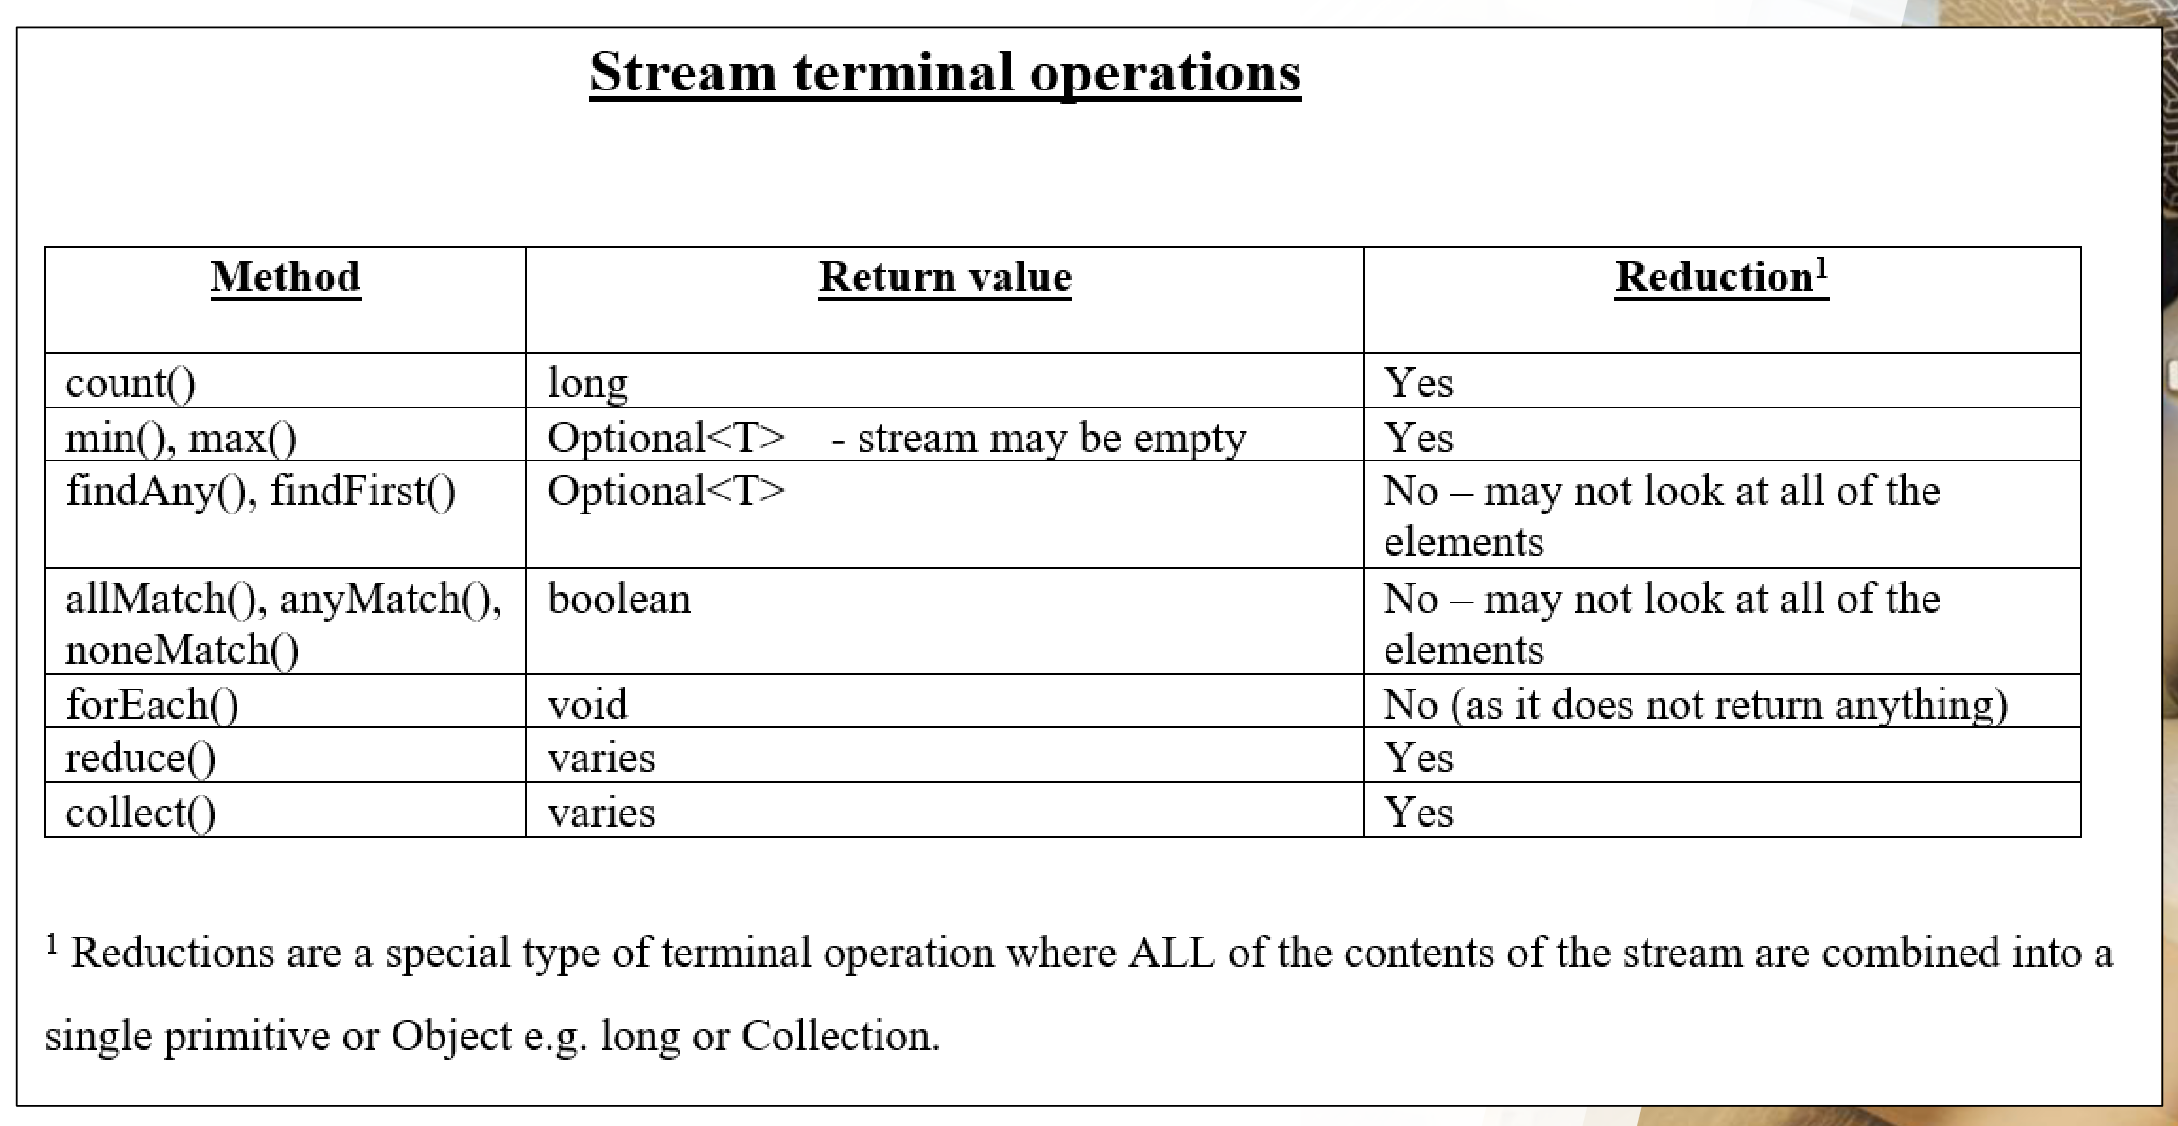 Stream terminal operations
Method Return value Reduction¹
count() long Yes
min(), max() Optional<T> - stream may be empty Yes
findAny(), findFirst() Optional<T> No – may not look at all of the
elements
allMatch(), anyMatch(), boolean No – may not look at all of the
noneMatch() elements
forEach() void No (as it does not return anything)
reduce() varies Yes
collect() varies Yes
¹ Reductions are a special type of terminal operation where ALL of the contents of the stream are combined into a
single primitive or Object e.g. long or Collection.